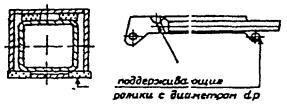 поддерживающие
ролики с диаметром dр